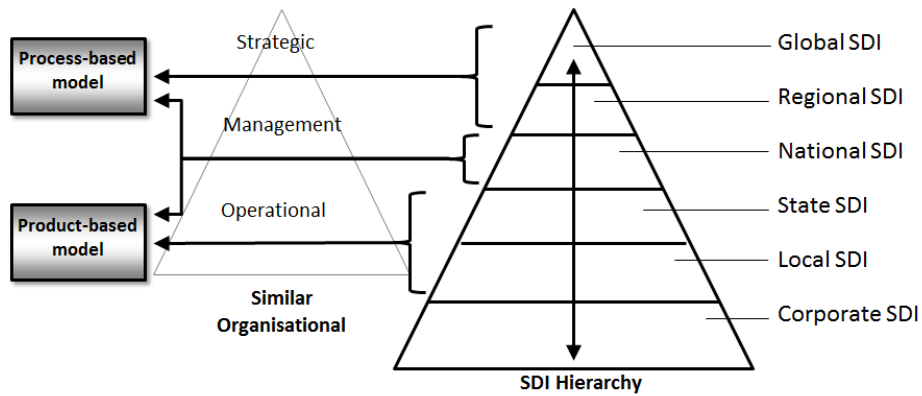 Process-based
model
Product-based
model
Strategic
Management
Operational
Similar
Organisational
Global SDI
Regional SDI
National SDI
State SDI
Local SDI
Corporate SDI
SDI Hierarchy